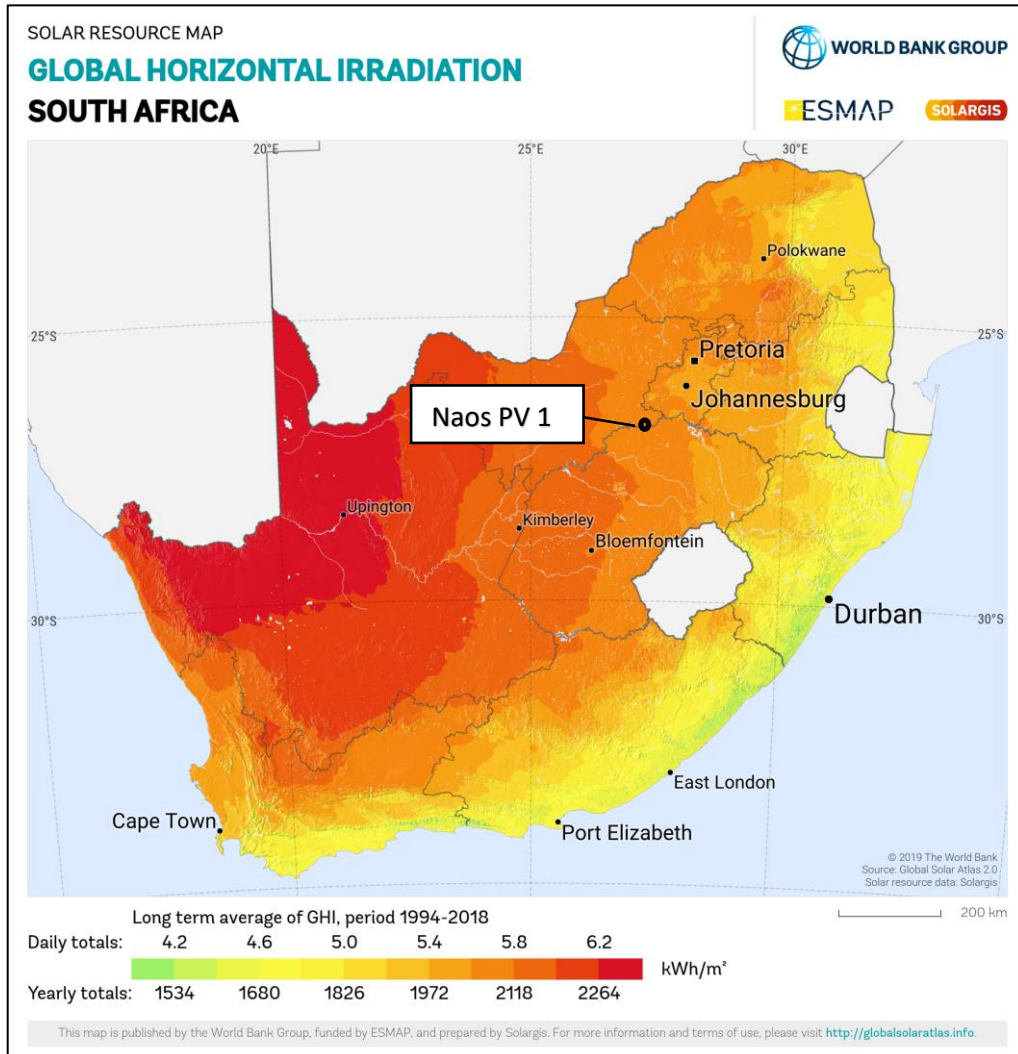 SOLAR RESOURCE MAP
GLOBAL HORIZONTAL IRRADIATION
SOUTH AFRICA
WORLD BANK GROUP
ESMAP
SOLARGIS
20°E
25°E
30°E
Polokwane
25°S
25°S
Pretoria
Johannesburg
Naos PV 1
Upington
Kimberley
Bloemfontein
Durban
30°S
30°S
East London
Cape Town
Port Elizabeth
© 2019 The World Bank
Source: Global Solar Atlas 2.0
Solar resource data: Solargis
200 km
Long term average of GHI, period 1994-2018
Daily totals: 4.2 4.6 5.0 5.4 5.8 6.2
kWh/m²
Yearly totals: 1534 1680 1826 1972 2118 2264
This map is published by the World Bank Group, funded by ESMAP, and prepared by Solargis. For more information and terms of use, please visit http://globalsolaratlas.info.